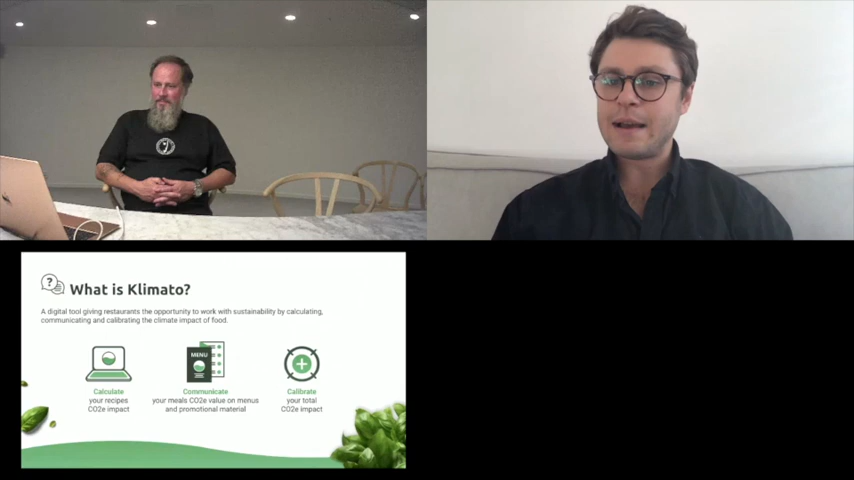 ?
What is Klimato?
A digital tool giving restaurants the opportunity to work with sustainability by calculating,
communicating and calibrating the climate impact of food.
MENU
Calculate
your recipes
CO2e impact
Communicate
your meals CO2e value on menus
and promotional material
Calibrate
your total
CO2e impact